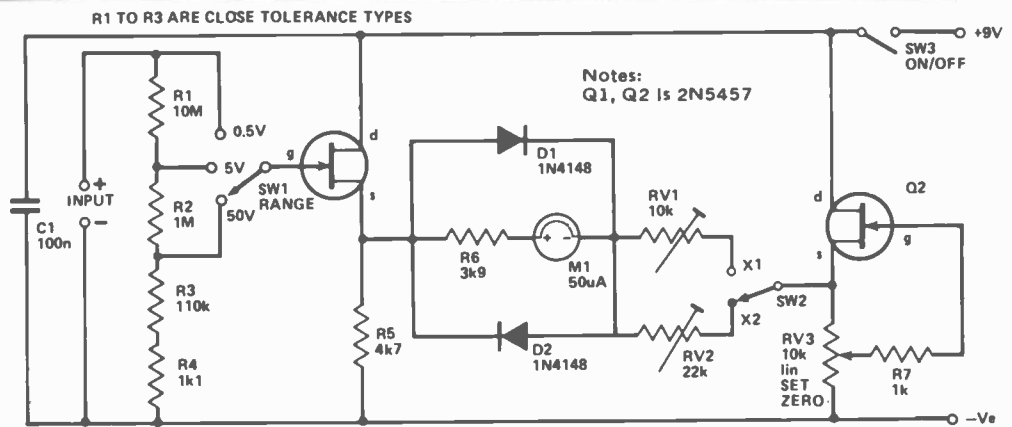 R1 TO R3 ARE CLOSE TOLERANCE TYPES
+9V
SW3
ON/OFF
Notes:
Q1, Q2 is 2N5457
R1
10M
0.5V
d
g
s
5V
SW1
RANGE
50V
D1
1N4148
+
INPUT
-
C1
100n
R2
1M
R3
110k
R4
1k1
R5
4k7
R6
3k9
+ -
M1
50uA
D2
1N4148
RV1
10k
X1
X2
SW2
RV2
22k
d
Q2
g
s
RV3
10k
lin
SET
ZERO
R7
1k
-Ve